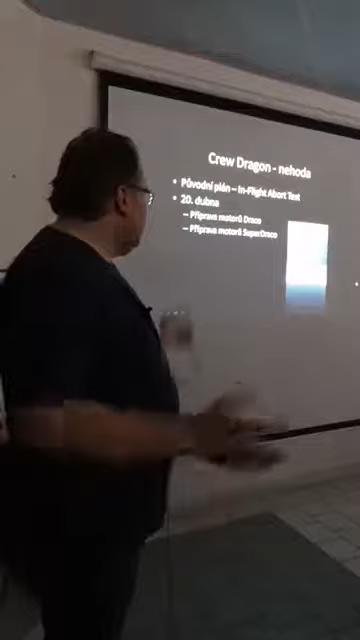 Crew Dragon - nehoda
• Původní plán – In-Flight Abort Test
• 20. dubna
– Příprava motorů Draco
– Příprava motorů SuperDraco